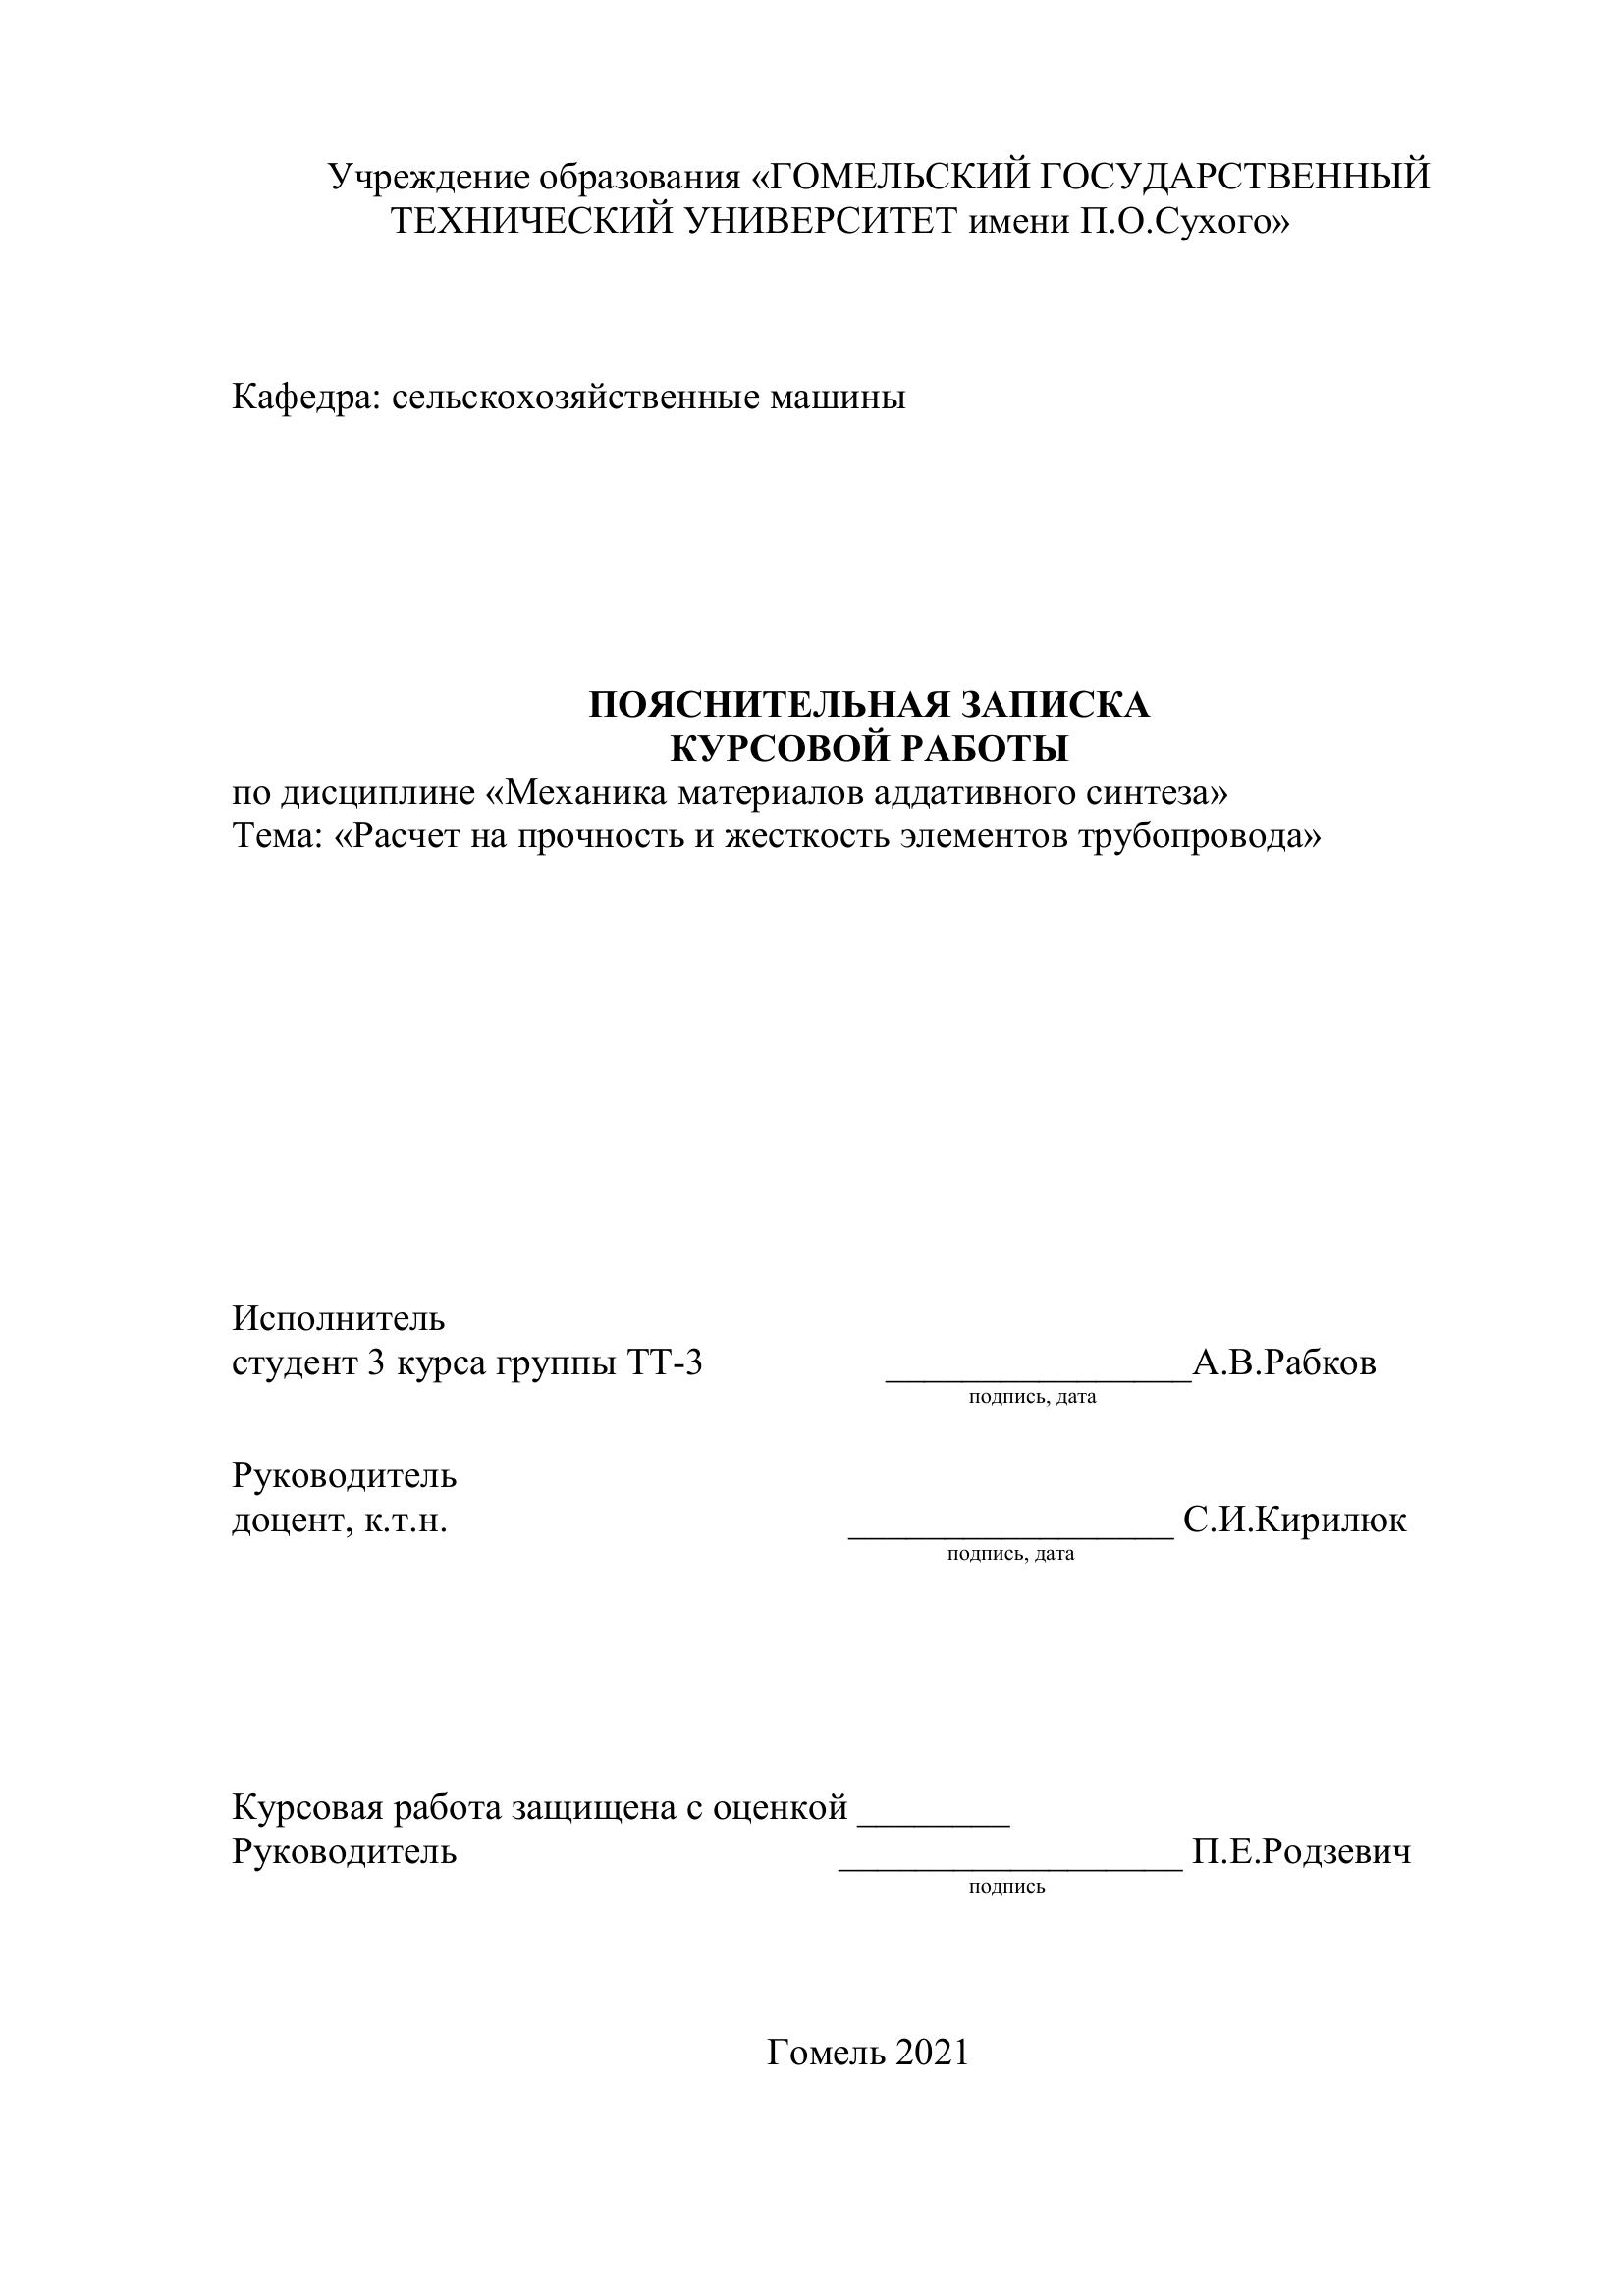 Учреждение образования «ГОМЕЛЬСКИЙ ГОСУДАРСТВЕННЫЙ
ТЕХНИЧЕСКИЙ УНИВЕРСИТЕТ имени П.О.Сухого»
Кафедра: сельскохозяйственные машины
ПОЯСНИТЕЛЬНАЯ ЗАПИСКА
КУРСОВОЙ РАБОТЫ
по дисциплине «Механика материалов аддативного синтеза»
Тема: «Расчет на прочность и жесткость элементов трубопровода»
Исполнитель
студент 3 курса группы ТТ-3 ________________А.В.Рабков
подпись, дата
Руководитель
доцент, к.т.н. _________________ С.И.Кирилюк
подпись, дата
Курсовая работа защищена с оценкой ________
Руководитель __________________ П.Е.Родзевич
подпись
Гомель 2021